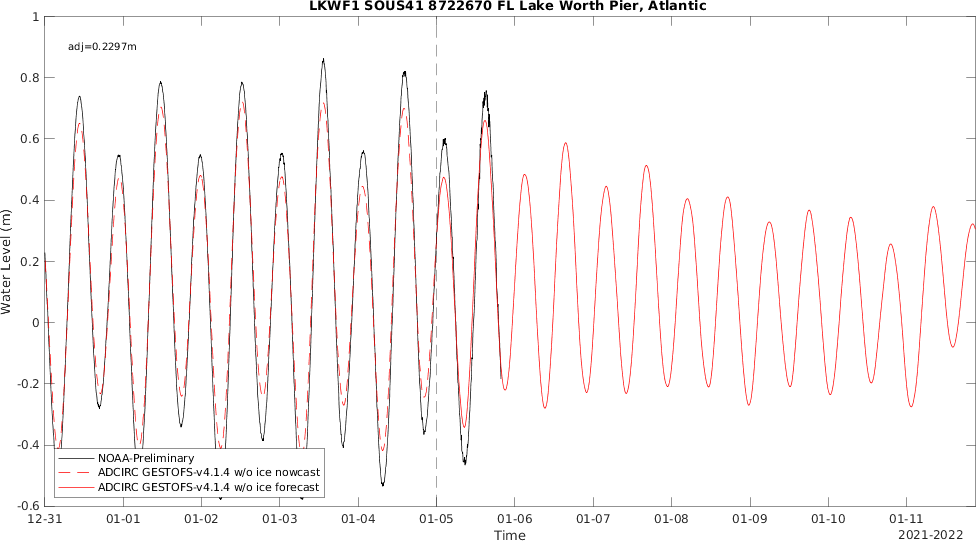 LKWF1 SOUS41 8722670 FL Lake Worth Pier, Atlantic
adj=0.2297m
1
0.8
0.6
0.4
0.2
0
-0.2
-0.4
-0.6
Water Level (m)
NOAA-Preliminary
ADCIRC GESTOFS-v4.1.4 w/o ice nowcast
ADCIRC GESTOFS-v4.1.4 w/o ice forecast
12-31 01-01 01-02 01-03 01-04 01-05 01-06 01-07 01-08 01-09 01-10 01-11
Time
2021-2022